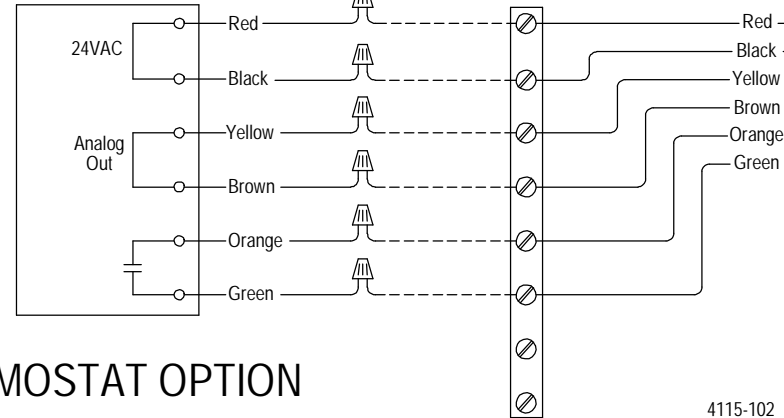 Red
Red
24VAC
Black
Black
Yellow
Yellow
Analog
Out
Brown
Brown
Orange
Orange
Green
Green
MOSTAT OPTION
4115-102